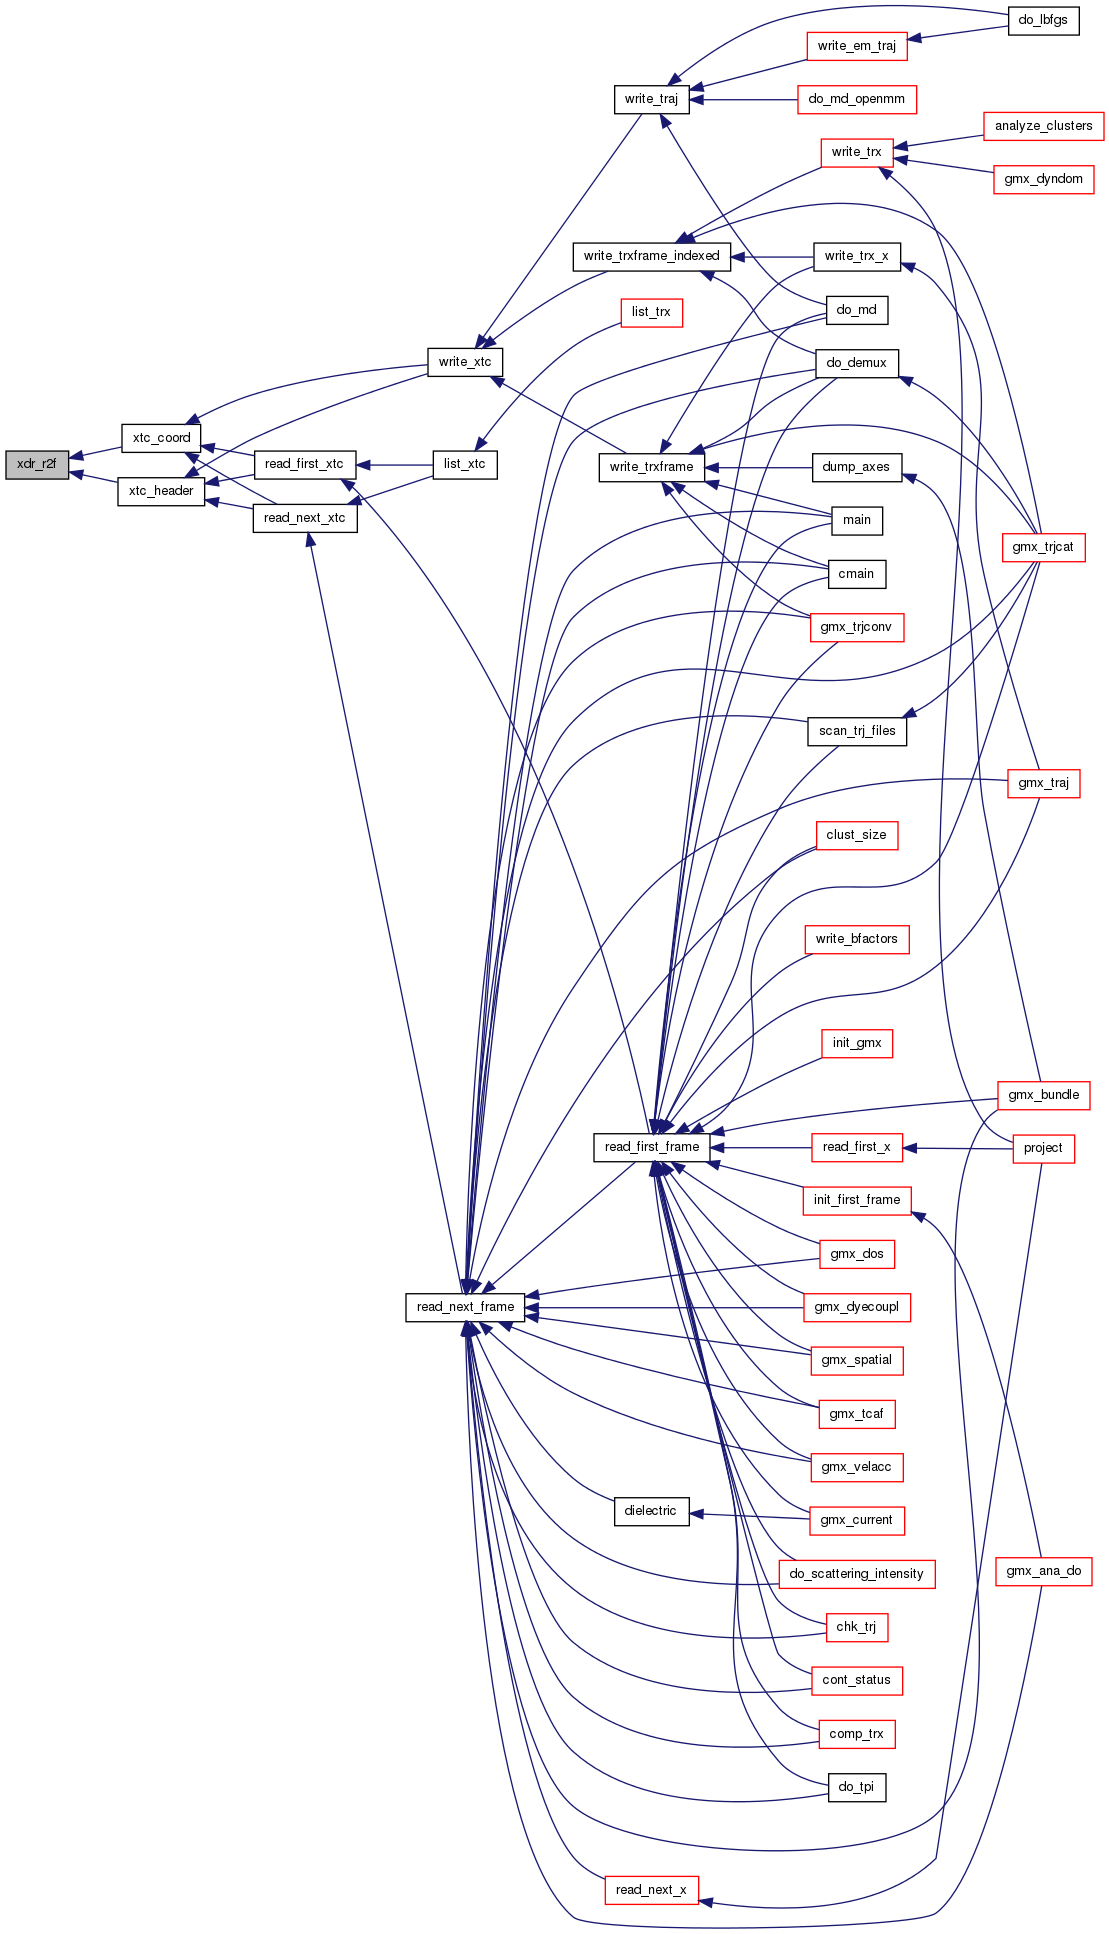 do_lbfgs
write_em_traj
write_traj
do_md_openmm
analyze_clusters
write_trx
gmx_dyndom
write_trxframe_indexed
write_trx_x
list_trx
do_md
write_xtc
do_demux
xtc_coord
xdr_r2f
read_first_xtc
list_xtc
write_trxframe
dump_axes
xtc_header
read_next_xtc
main
gmx_trjcat
cmain
gmx_trjconv
scan_trj_files
gmx_traj
clust_size
write_bfactors
init_gmx
gmx_bundle
read_first_frame
read_first_x
project
init_first_frame
gmx_dos
read_next_frame
gmx_dyecoupl
gmx_spatial
gmx_tcaf
gmx_velacc
dielectric
gmx_current
do_scattering_intensity
gmx_ana_do
chk_trj
cont_status
comp_trx
do_tpi
read_next_x